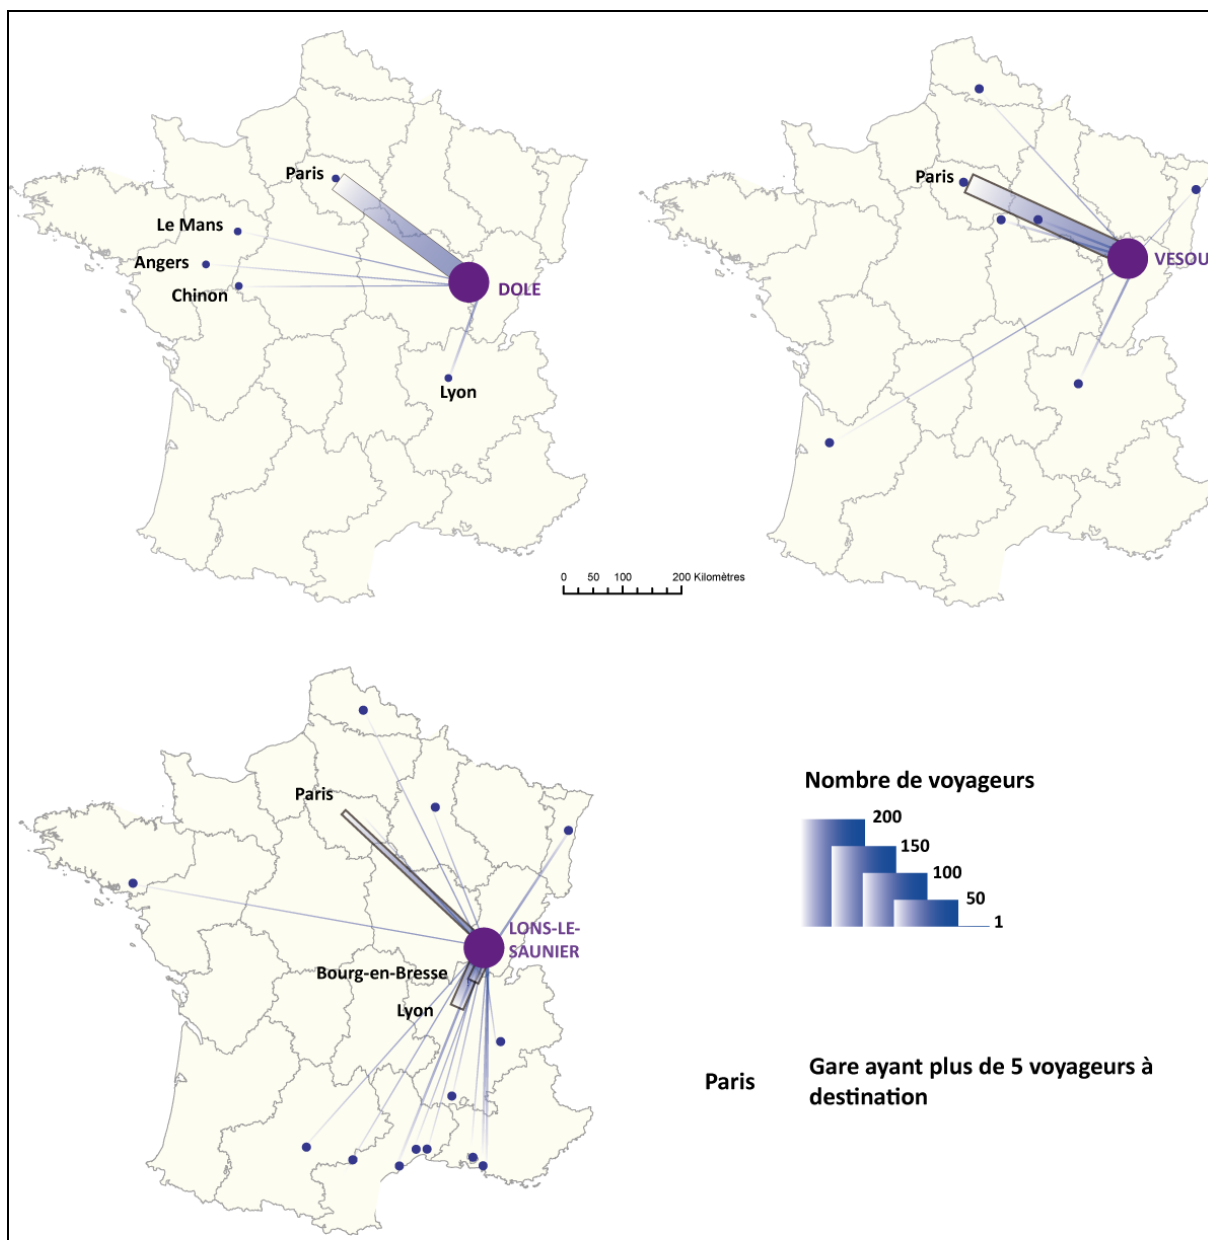 Paris
Le Mans
Angers
Chinon
DOLE
Lyon
Paris
VESOU
0 50 100 200 Kilomètres
Paris
LONS-LE-
SAUNIER
Bourg-en-Bresse
Lyon
Nombre de voyageurs
200
150
100
50
1
Paris
Gare ayant plus de 5 voyageurs à
destination